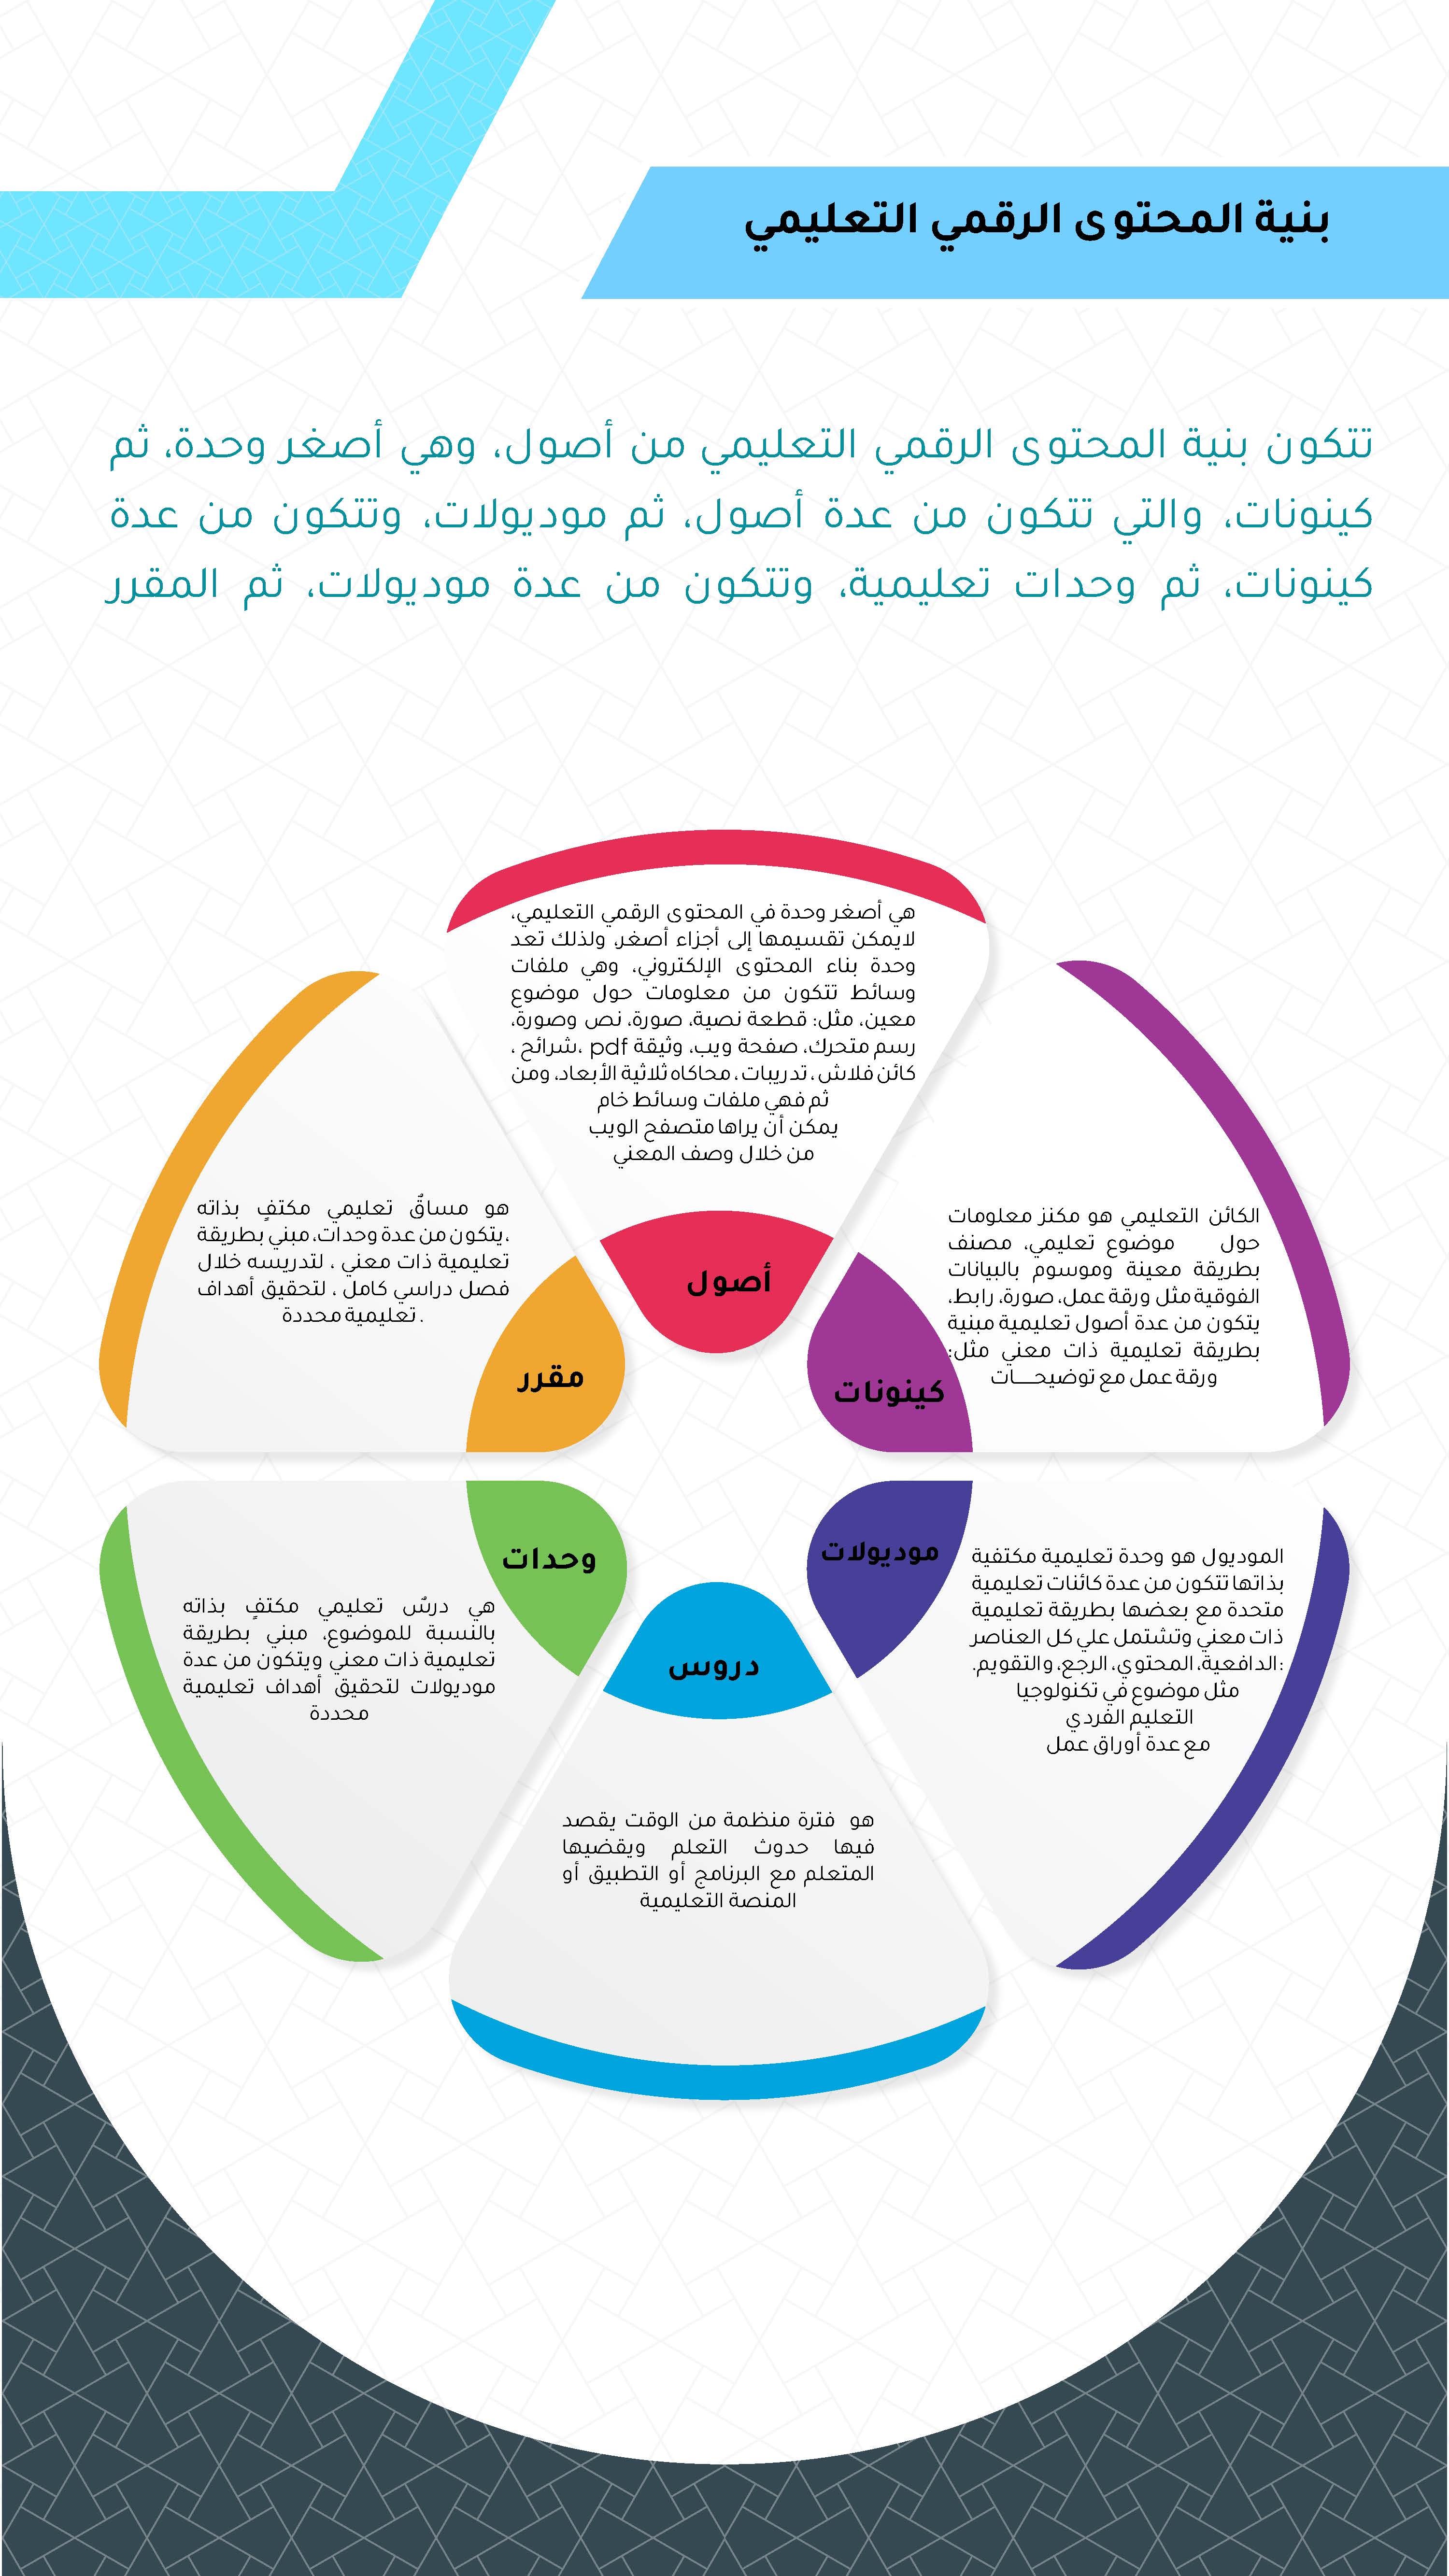 بنية المحتوى الرقمي التعليمي
تتكون بنية المحتوى الرقمي التعليمي من أصول، وهي أصغر وحدة، ثم
كينونات، والتي تتكون من عدة أصول، ثم موديولات، وتتكون من عدة
كينونات، ثم وحدات تعليمية، وتتكون من عدة موديولات، ثم المقرر
هي أصغر وحدة في المحتوى الرقمي التعليمي،
لايمكن تقسيمها إلى أجزاء أصغر، ولذلك تعد
وحدة بناء المحتوى الإلكتروني، وهي ملفات
وسائط تتكون من معلومات حول موضوع
معين، مثل: قطعة نصية، صورة، نص وصورة،
رسم متحرك، صفحة ويب، وثيقة pdf ،شرائح ،
كائن فلاش ، تدريبات ، محاكاه ثلاثية الأبعاد، ومن
ثم فهي ملفات وسائط خام
يمكن أن يراها متصفح الويب
من خلال وصف المعني
أصول
الكائن التعليمي هو مكنز معلومات
حول موضوع تعليمي، مصنف
بطريقة معينة وموسوم بالبيانات
الفوقية مثل ورقة عمل، صورة، رابط،
يتكون من عدة أصول تعليمية مبنية
بطريقة تعليمية ذات معني مثل:
ورقة عمل مع توضيحـــات
كينونات
موديولات
الموديول هو وحدة تعليمية مكتفية
بذاتها تتكون من عدة كائنات تعليمية
متحدة مع بعضها بطريقة تعليمية
ذات معني وتشتمل علي كل العناصر
:الدافعية، المحتوي، الرجع، والتقويم.
مثل موضوع في تكنولوجيا
التعليم الفردي
مع عدة أوراق عمل
دروس
هو فترة منظمة من الوقت يقصد
فيها حدوث التعلم ويقضيها
المتعلم مع البرنامج أو التطبيق أو
المنصة التعليمية
وحدات
هي درسٌ تعليمي مكتفٍ بذاته
بالنسبة للموضوع، مبني بطريقة
تعليمية ذات معني ويتكون من عدة
موديولات لتحقيق أهداف تعليمية
محددة
هو مساقٌ تعليمي مكتفٍ بذاته
،يتكون من عدة وحدات، مبني بطريقة
تعليمية ذات معني ، لتدريسه خلال
فصل دراسي كامل ، لتحقيق أهداف
تعليمية محددة .
مقرر